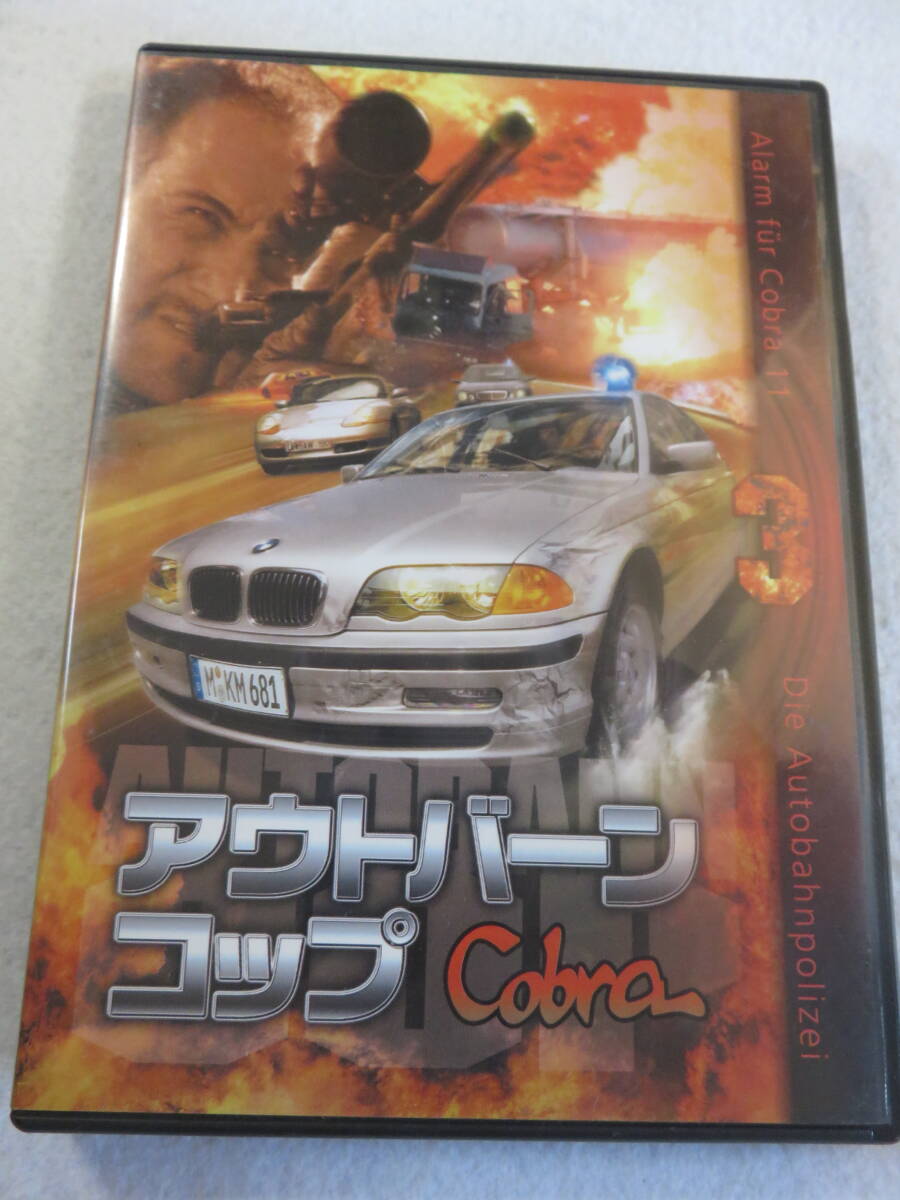 Alarm für Cobra 11
3
Die Autobahnpolizei
M KM 681
アウトバーン
コップ Cobra